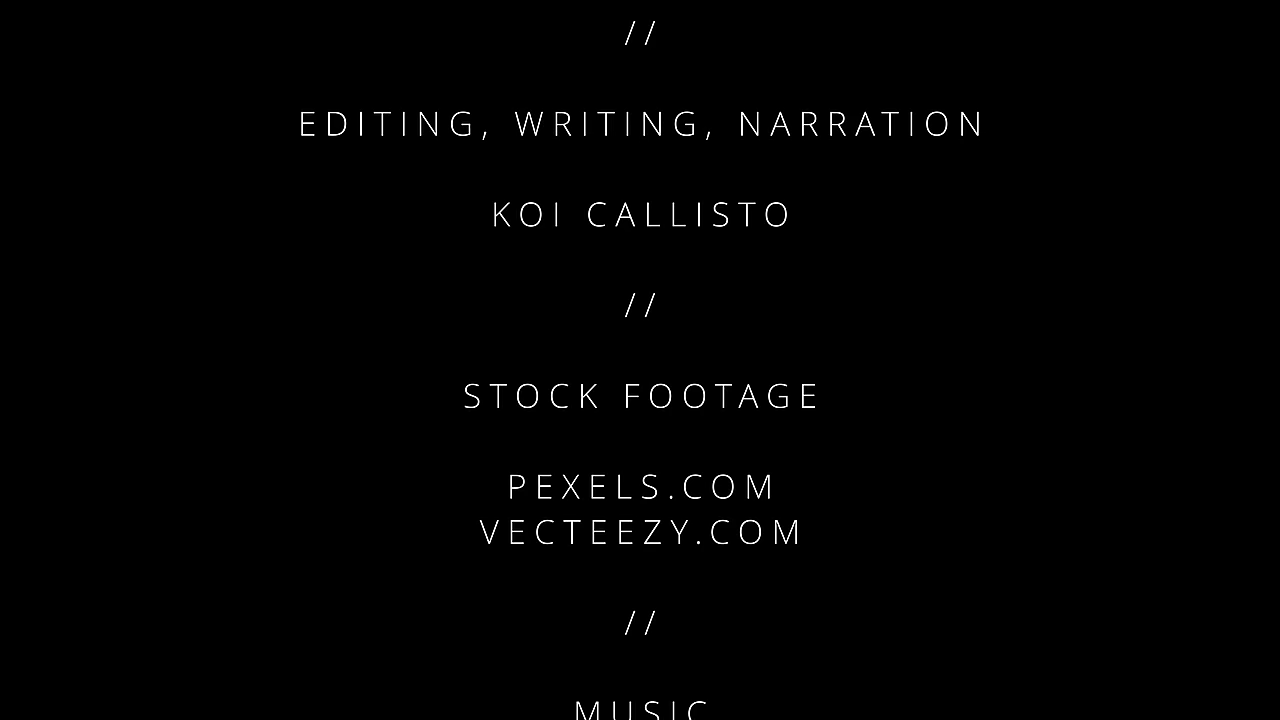 //
EDITING, WRITING, NARRATION
KOI CALLISTO
//
STOCK FOOTAGE
PEXELS.COM
VECTEEZY.COM
//
MUSIC